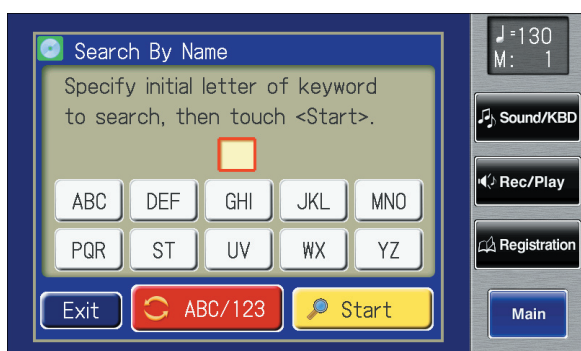 Search By Name
Specify initial letter of keyword
to search, then touch <Start>.
ABC DEF GHI JKL MNO
PQR ST UV WX YZ
Exit ABC/123 Start
♩=130
M: 1
Sound/KBD
Rec/Play
Registration
Main